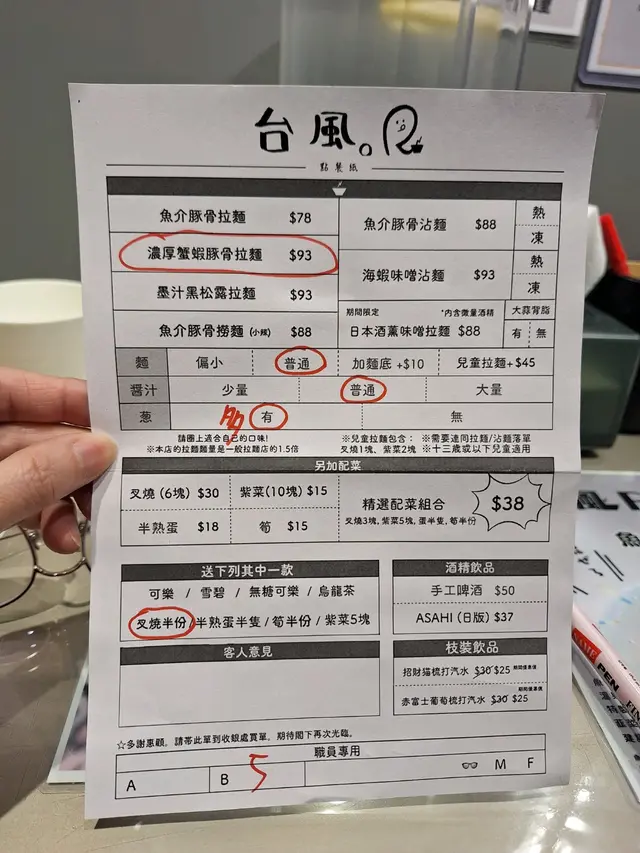 台風。
點餐紙
魚介豚骨拉麵 $78
濃厚蟹蝦豚骨拉麵 $93
墨汁黑松露拉麵 $93
魚介豚骨撈麵 (小辣) $88
魚介豚骨沾麵 $88 熱 凍
海蝦味噌沾麵 $93 熱 凍
期間限定 *內含微量酒精 大蒜背脂
日本酒薰味噌拉麵 $88 有 無
麵 偏小 普通 加麵底 +$10 兒童拉麵+$45
醬汁 少量 普通 大量
葱 有 無
請圈上適合自己的口味!
※本店的拉麵麵量是一般拉麵店的1.5倍
※兒童拉麵包含: ※需要連同拉麵/沾麵落單
叉燒1塊、紫菜2塊 ※十三歲或以下兒童適用
另加配菜
叉燒(6塊) $30 紫菜(10塊) $15
半熟蛋 $18 筍 $15
精選配菜組合 $38
叉燒3塊, 紫菜5塊, 蛋半隻, 筍半份
送下列其中一款
可樂 / 雪碧 / 無糖可樂 / 烏龍茶
叉燒半份/半熟蛋半隻/筍半份/紫菜5塊
酒精飲品
手工啤酒 $50
ASAHI (日版) $37
客人意見
枝裝飲品
招財猫梳打汽水 $30 $25 期間優惠價
赤富士葡萄梳打汽水 $30 $25 期間優惠價
☆多謝惠顧, 請帶此單到收銀處買單, 期待閣下再次光臨。
職員專用
A B 5 M F
PEN